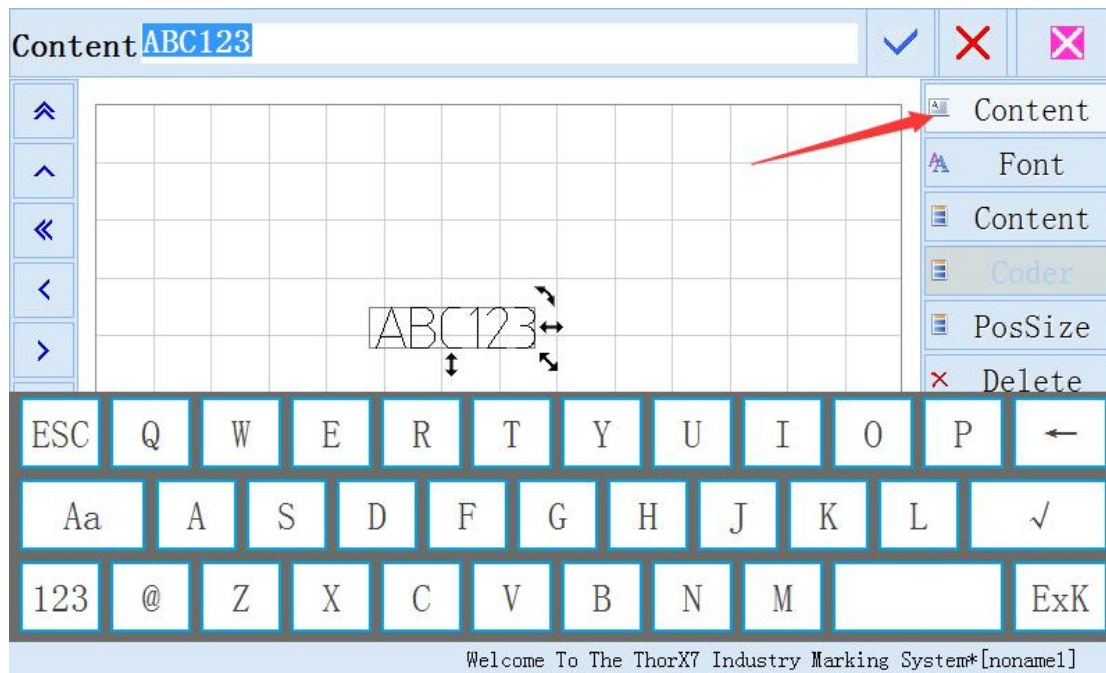 Content ABC123
Content
Font
Content
Coder
PosSize
Delete
ABC123
ESC Q W E R T Y U I O P ←
Aa A S D F G H J K L √
123 @ Z X C V B N M ExK
Welcome To The ThorX7 Industry Marking System*[noname1]